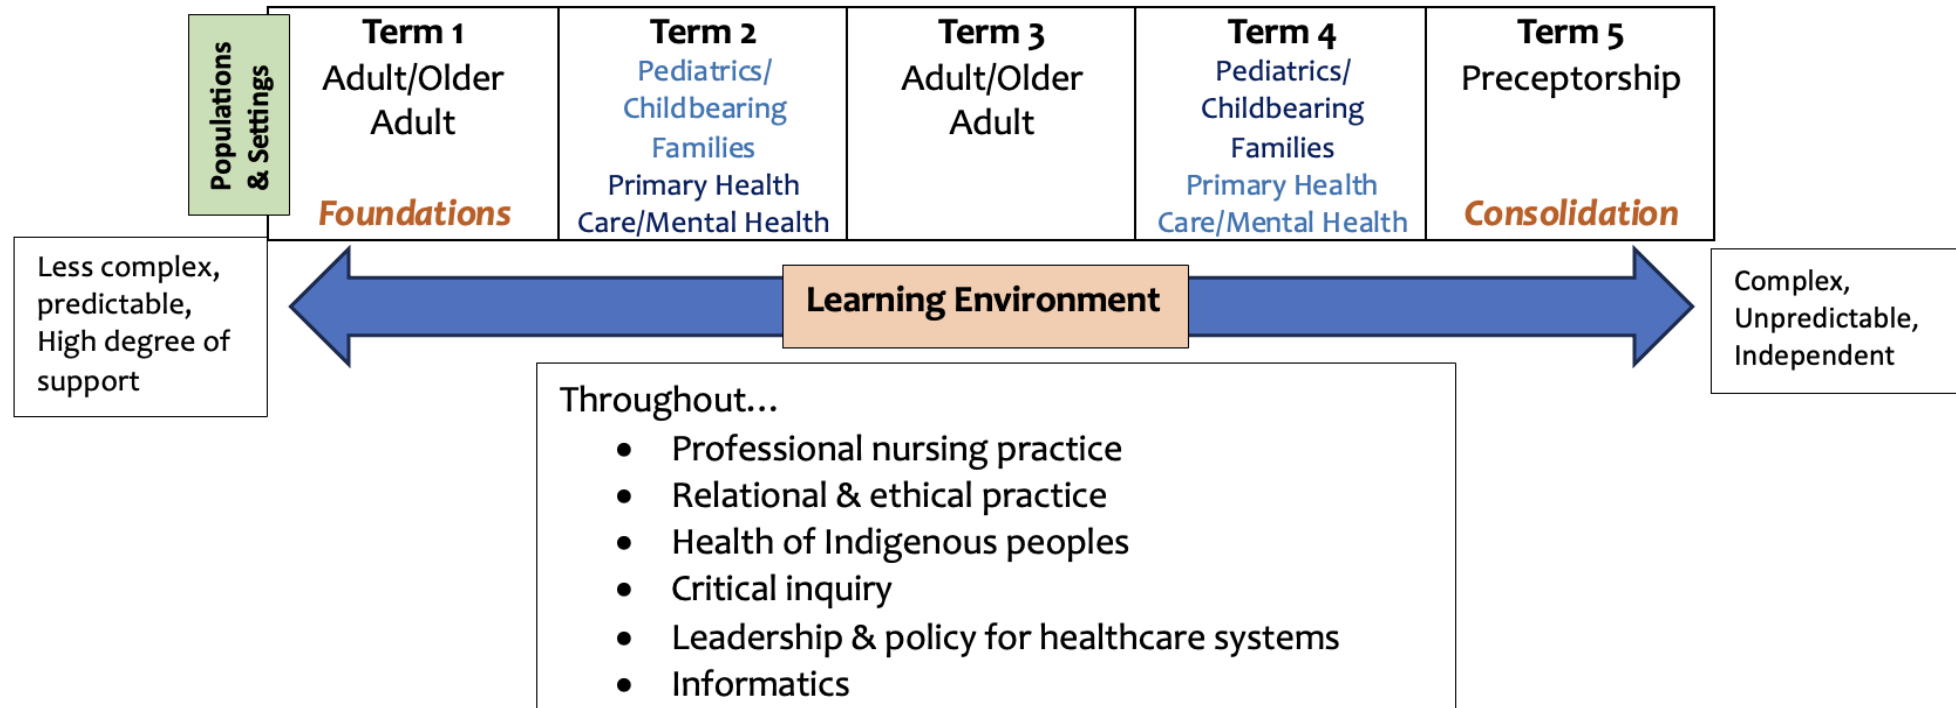 Populations
& Settings
Term 1
Adult/Older
Adult
Foundations
Term 2
Pediatrics/
Childbearing
Families
Primary Health
Care/Mental Health
Term 3
Adult/Older
Adult
Term 4
Pediatrics/
Childbearing
Families
Primary Health
Care/Mental Health
Term 5
Preceptorship
Consolidation
Less complex,
predictable,
High degree of
support
Learning Environment
Complex,
Unpredictable,
Independent
Throughout...
• Professional nursing practice
• Relational & ethical practice
• Health of Indigenous peoples
• Critical inquiry
• Leadership & policy for healthcare systems
• Informatics